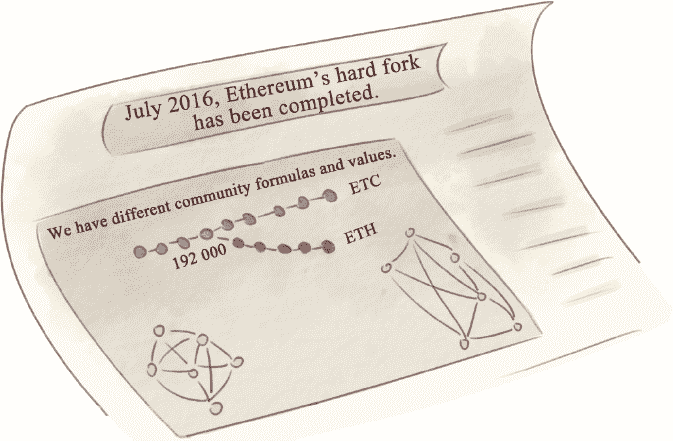 July 2016, Ethereum's hard fork
has been completed.
We have different community formulas and values.
ETC
192 000
ETH